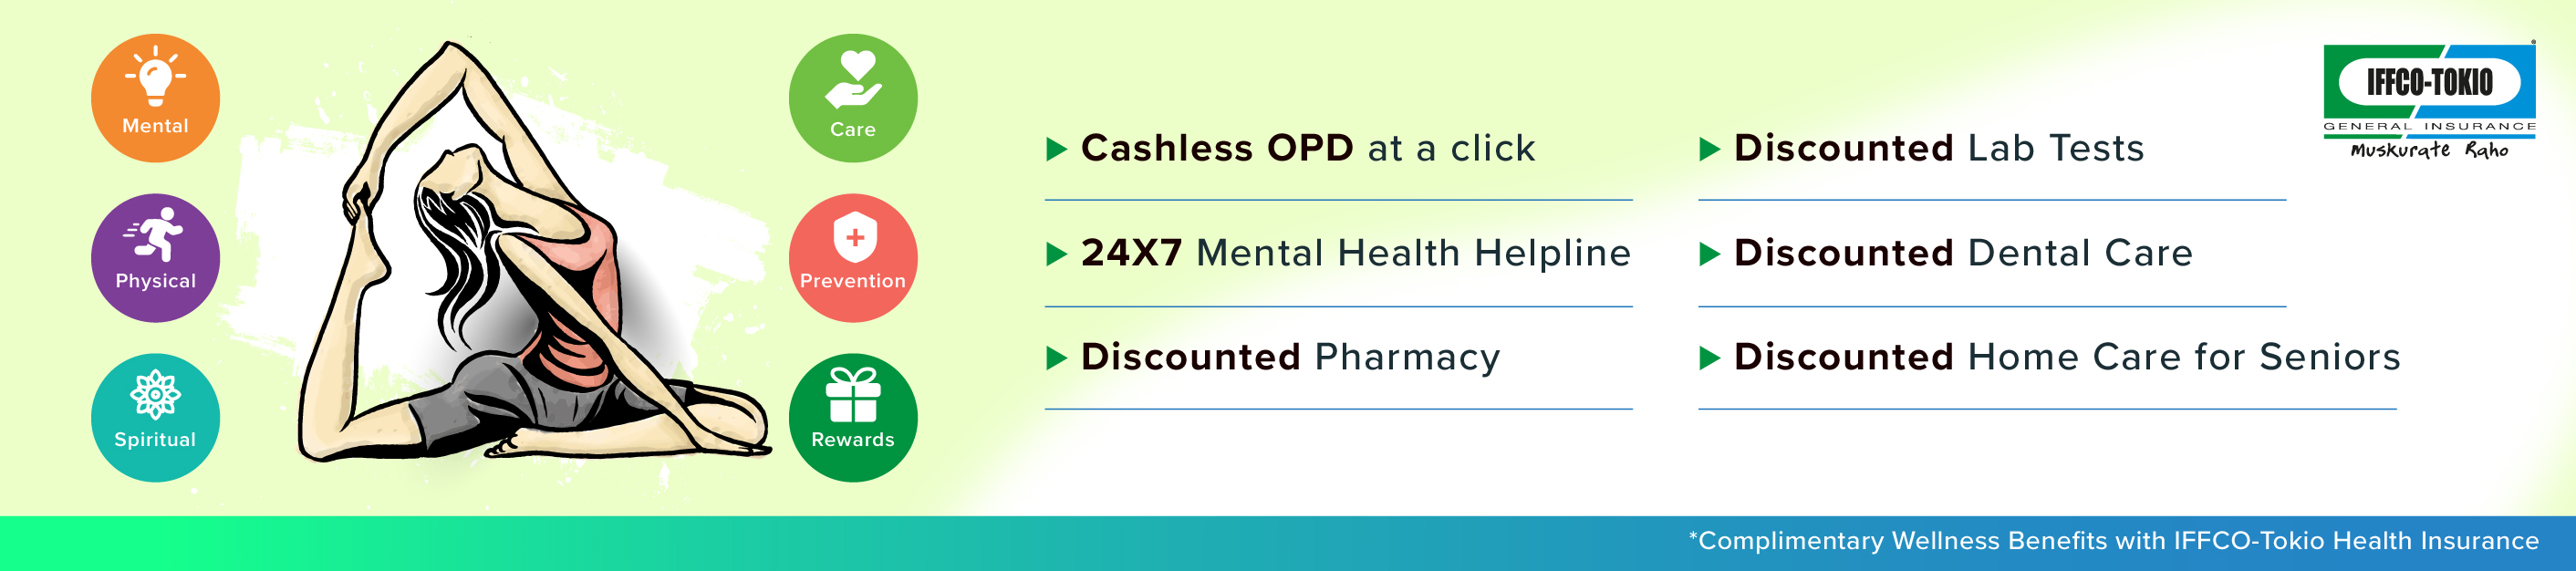 Mental
Physical
Spiritual
Care
Prevention
Rewards
Cashless OPD at a click
24X7 Mental Health Helpline
Discounted Pharmacy
Discounted Lab Tests
Discounted Dental Care
Discounted Home Care for Seniors
IFFCO-TOKIO
GENERAL INSURANCE
Muskurate Raho
*Complimentary Wellness Benefits with IFFCO-Tokio Health Insurance